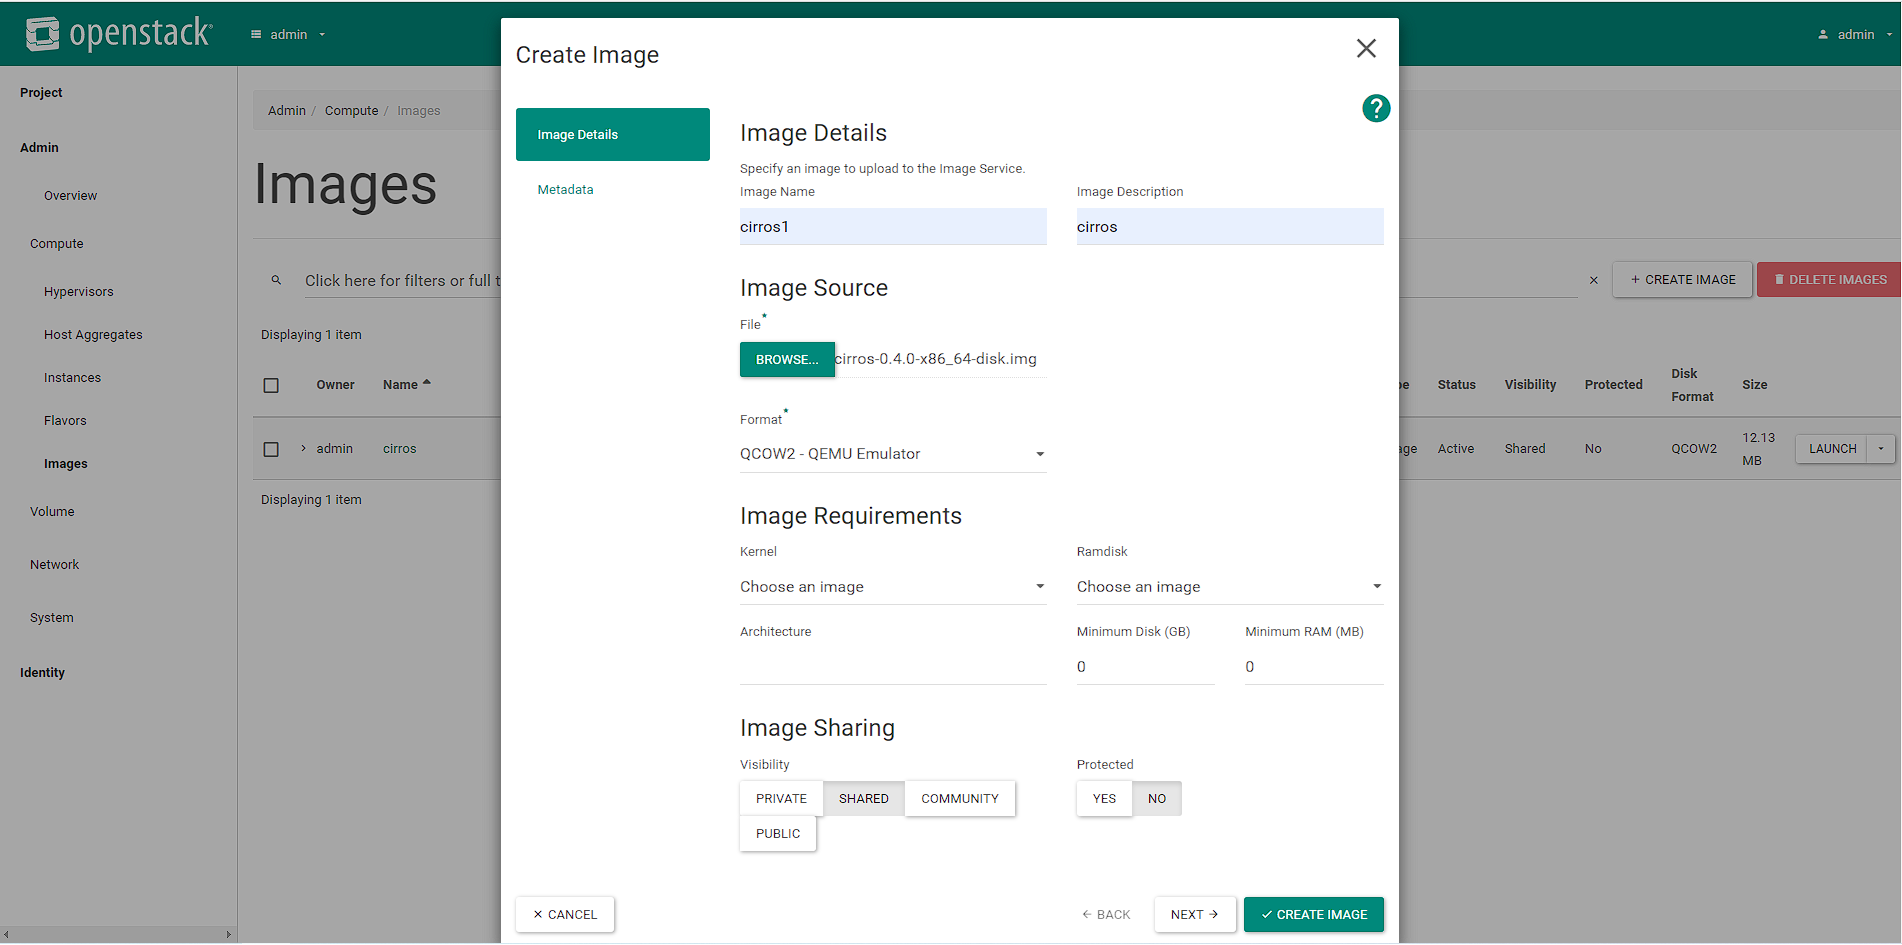 openstack
admin
admin
Project
Admin
Overview
Compute
Hypervisors
Host Aggregates
Instances
Flavors
Images
Volume
Network
System
Identity
Admin / Compute / Images
Images
Click here for filters or full t
+ CREATE IMAGE
DELETE IMAGES
Displaying 1 item
Owner Name
Status Visibility Protected Disk Format Size
admin cirros
Active Shared No QCOW2 12.13 MB LAUNCH
Displaying 1 item
Create Image
?
Image Details
Metadata
Image Details
Specify an image to upload to the Image Service.
Image Name Image Description
cirros1 cirros
Image Source
File*
BROWSE... cirros-0.4.0-x86_64-disk.img
Format*
QCOW2 - QEMU Emulator
Image Requirements
Kernel Ramdisk
Choose an image Choose an image
Architecture Minimum Disk (GB) Minimum RAM (MB)
0 0
Image Sharing
Visibility Protected
PRIVATE SHARED COMMUNITY YES NO
PUBLIC
CANCEL BACK NEXT CREATE IMAGE